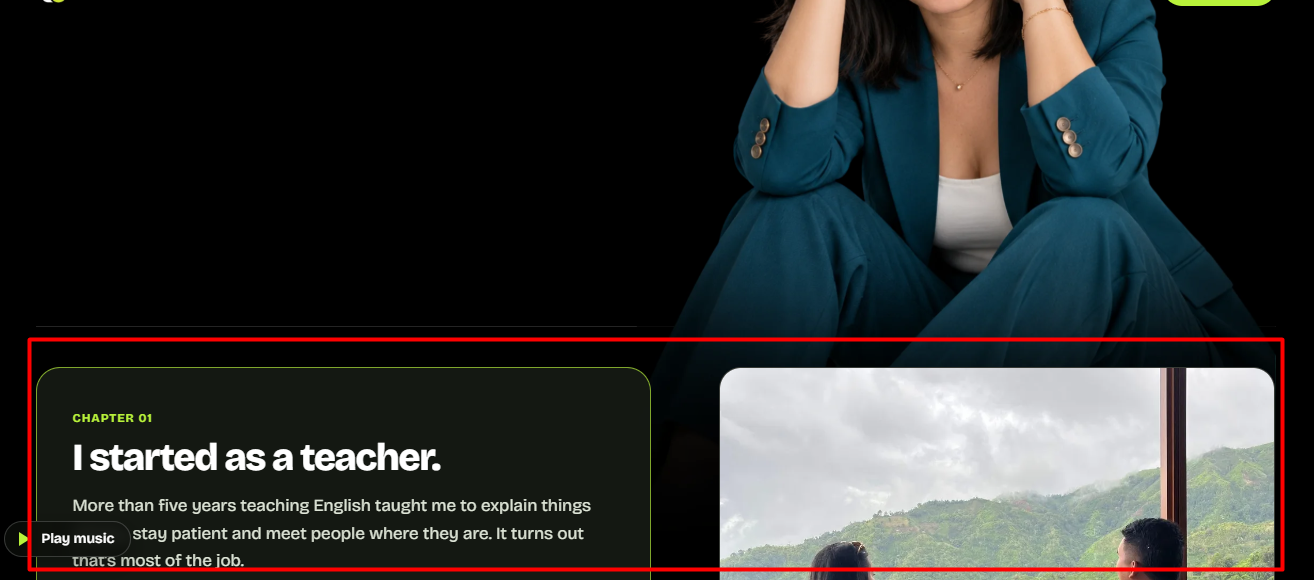 CHAPTER 01
I started as a teacher.
More than five years teaching English taught me to explain things
stay patient and meet people where they are. It turns out
Play music
that's most of the job.